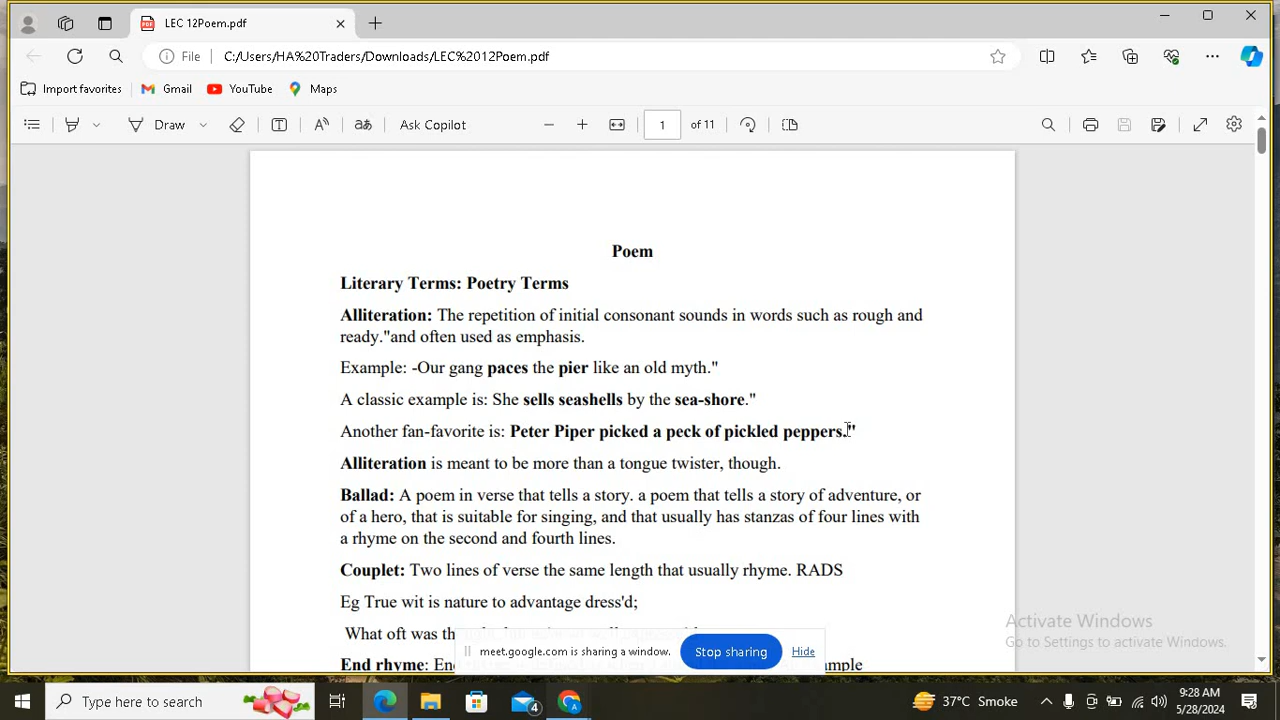 LEC 12Poem.pdf
File
C:/Users/HA%20Traders/Downloads/LEC%2012Poem.pdf
Import favorites
Gmail
YouTube
Maps
Draw
Ask Copilot
1
of 11
Poem
Literary Terms: Poetry Terms
Alliteration: The repetition of initial consonant sounds in words such as rough and
ready."and often used as emphasis.
Example: -Our gang paces the pier like an old myth."
A classic example is: She sells seashells by the sea-shore."
Another fan-favorite is: Peter Piper picked a peck of pickled peppers."
Alliteration is meant to be more than a tongue twister, though.
Ballad: A poem in verse that tells a story. a poem that tells a story of adventure, or
of a hero, that is suitable for singing, and that usually has stanzas of four lines with
a rhyme on the second and fourth lines.
Couplet: Two lines of verse the same length that usually rhyme. RADS
Eg True wit is nature to advantage dress'd;
What oft was
End rhyme:
meet.google.com is sharing a window.
Stop sharing
Hide
Activate Windows
Go to Settings to activate Windows.
Type here to search
4
37°C Smoke
9:28 AM
5/28/2024